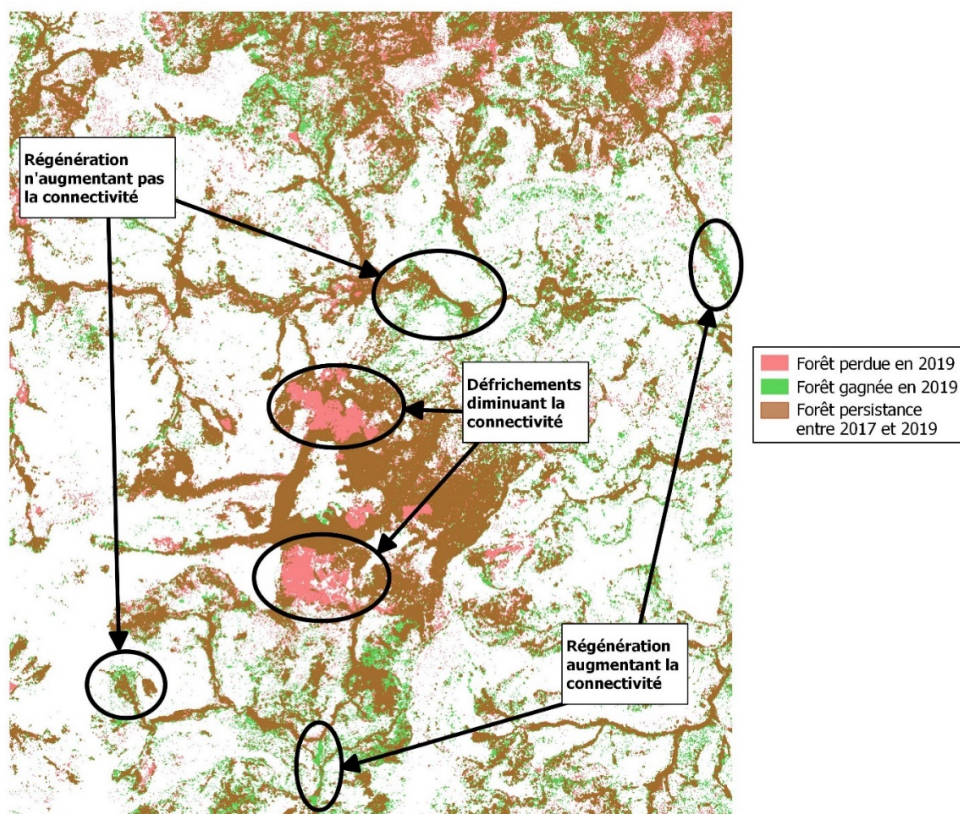 Régénération
n'augmentant pas
la connectivité
Défrichements
diminuant la
connectivité
Régénération
augmentant la
connectivité
Forêt perdue en 2019
Forêt gagnée en 2019
Forêt persistance
entre 2017 et 2019